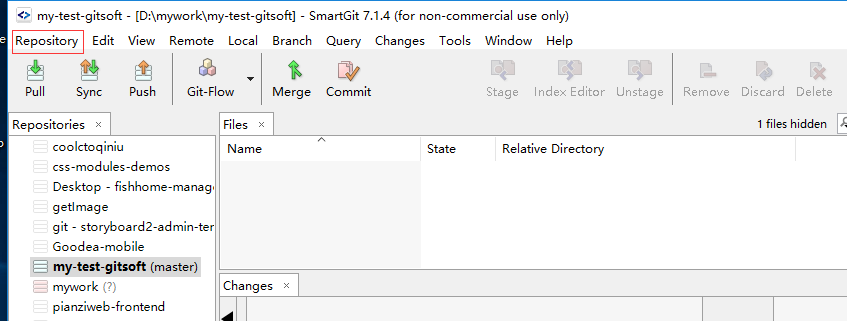 my-test-gitsoft - [D:\mywork\my-test-gitsoft] - SmartGit 7.1.4 (for non-commercial use only)
Repository Edit View Remote Local Branch Query Changes Tools Window Help
Pull Sync Push Git-Flow Merge Commit Stage Index Editor Unstage Remove Discard Delete
Repositories × Files × 1 files hidden
Name State Relative Directory
coolctoqiniu
css-modules-demos
Desktop - fishhome-manag
getImage
git - storyboard2-admin-ter
Goodea-mobile
my-test-gitsoft (master)
mywork (?)
pianziweb-frontend
Changes ×